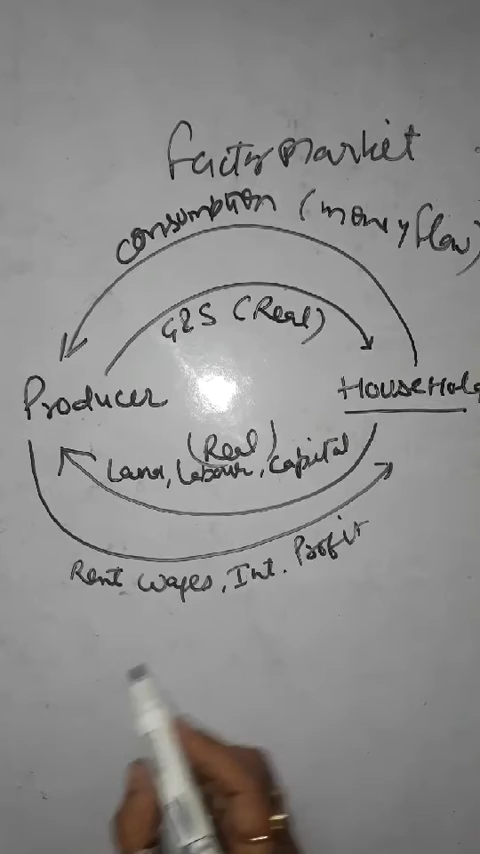 Factor market
consumption (money flow)
G&S (Real)
Producer
Household
(Real)
Land, Labour, Capital
Rent Wages, Int. Profit